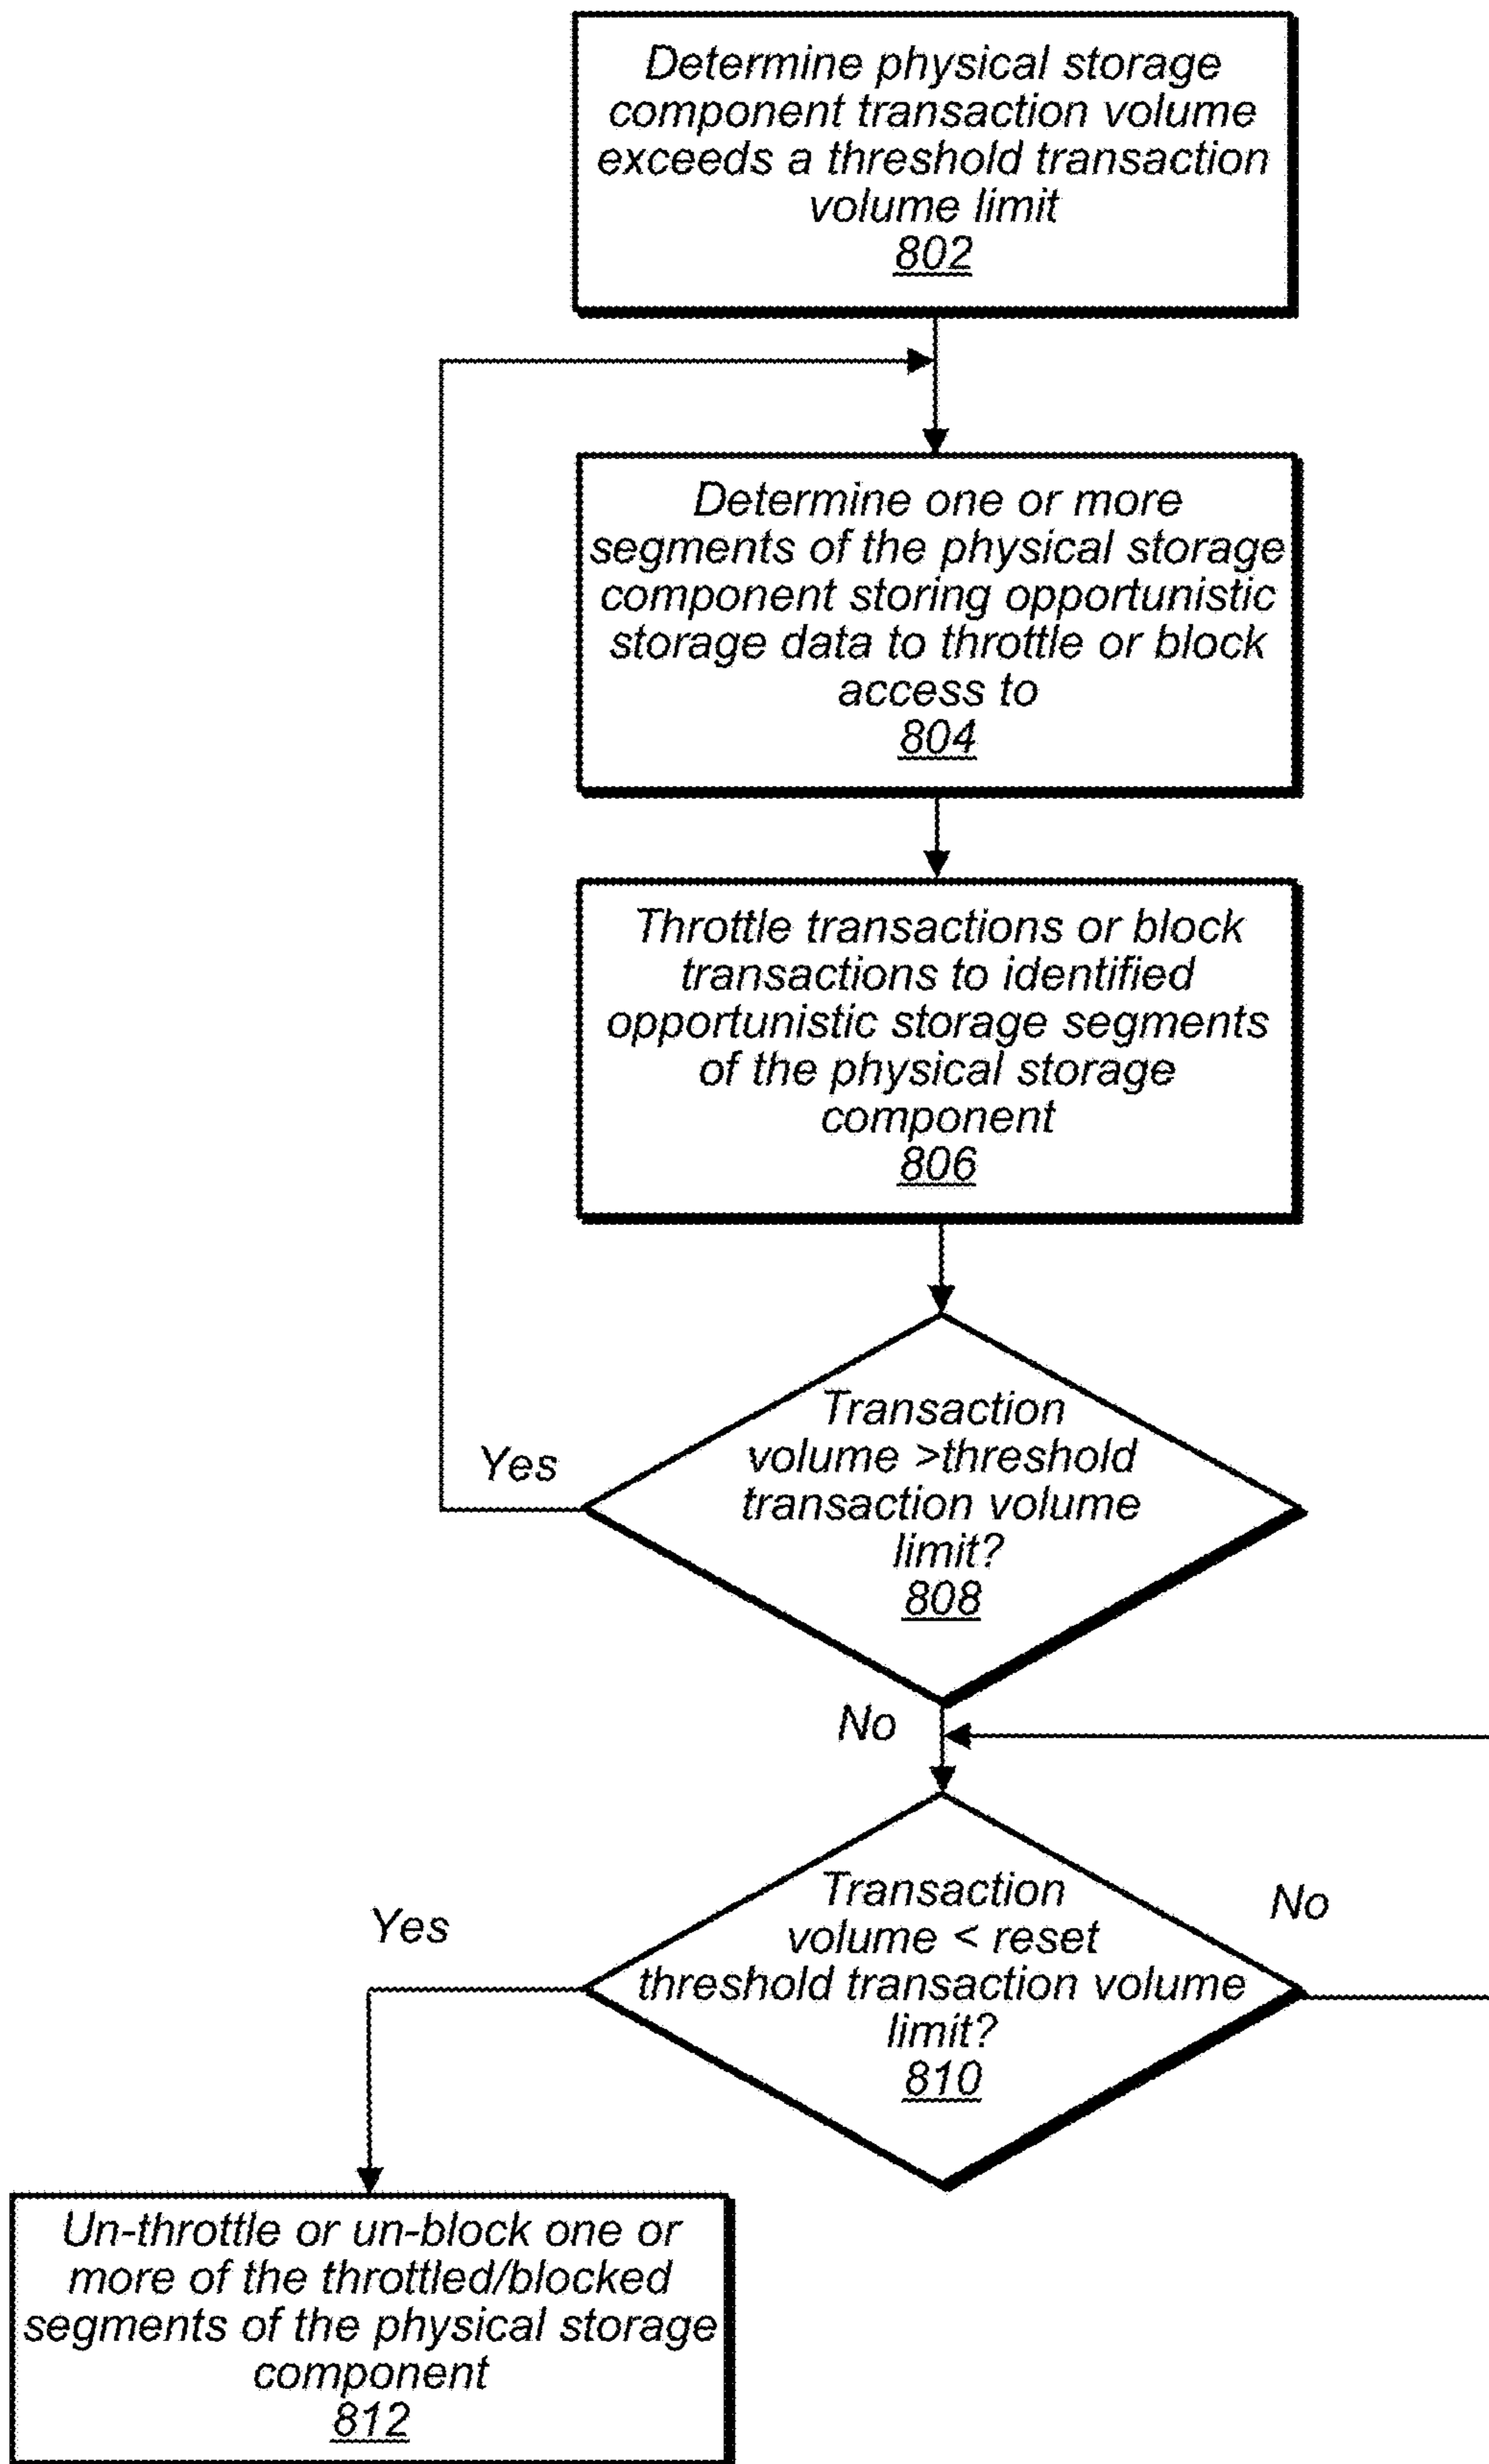 Determine physical storage
component transaction volume
exceeds a threshold transaction
volume limit
802
Determine one or more
segments of the physical storage
component storing opportunistic
storage data to throttle or block
access to
804
Throttle transactions or block
transactions to identified
opportunistic storage segments
of the physical storage
component
806
Transaction
volume >threshold
transaction volume
limit?
808
Yes
No
Transaction
volume < reset
threshold transaction volume
limit?
810
Yes
No
Un-throttle or un-block one or
more of the throttled/blocked
segments of the physical storage
component
812